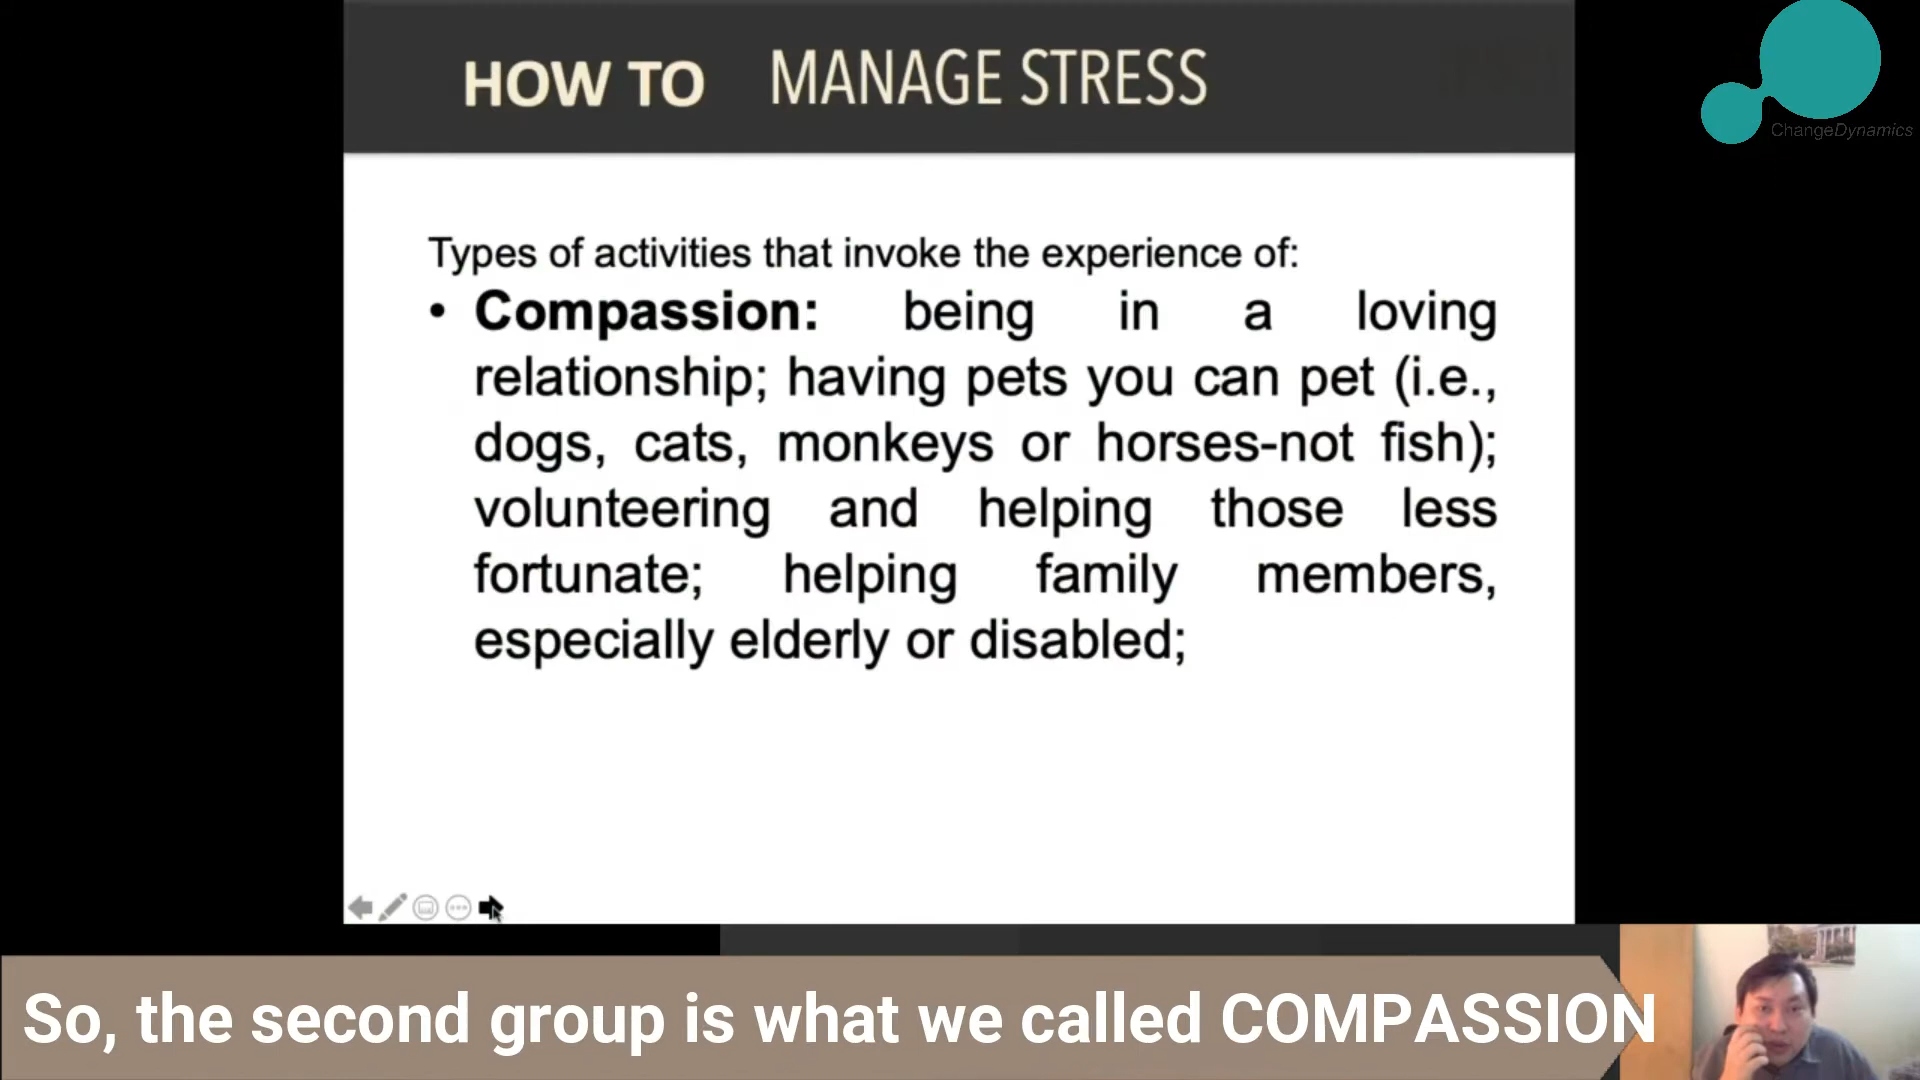 HOW TO MANAGE STRESS
ChangeDynamics
Types of activities that invoke the experience of:
• Compassion: being in a loving
relationship; having pets you can pet (i.e.,
dogs, cats, monkeys or horses-not fish);
volunteering and helping those less
fortunate; helping family members,
especially elderly or disabled;
So, the second group is what we called COMPASSION